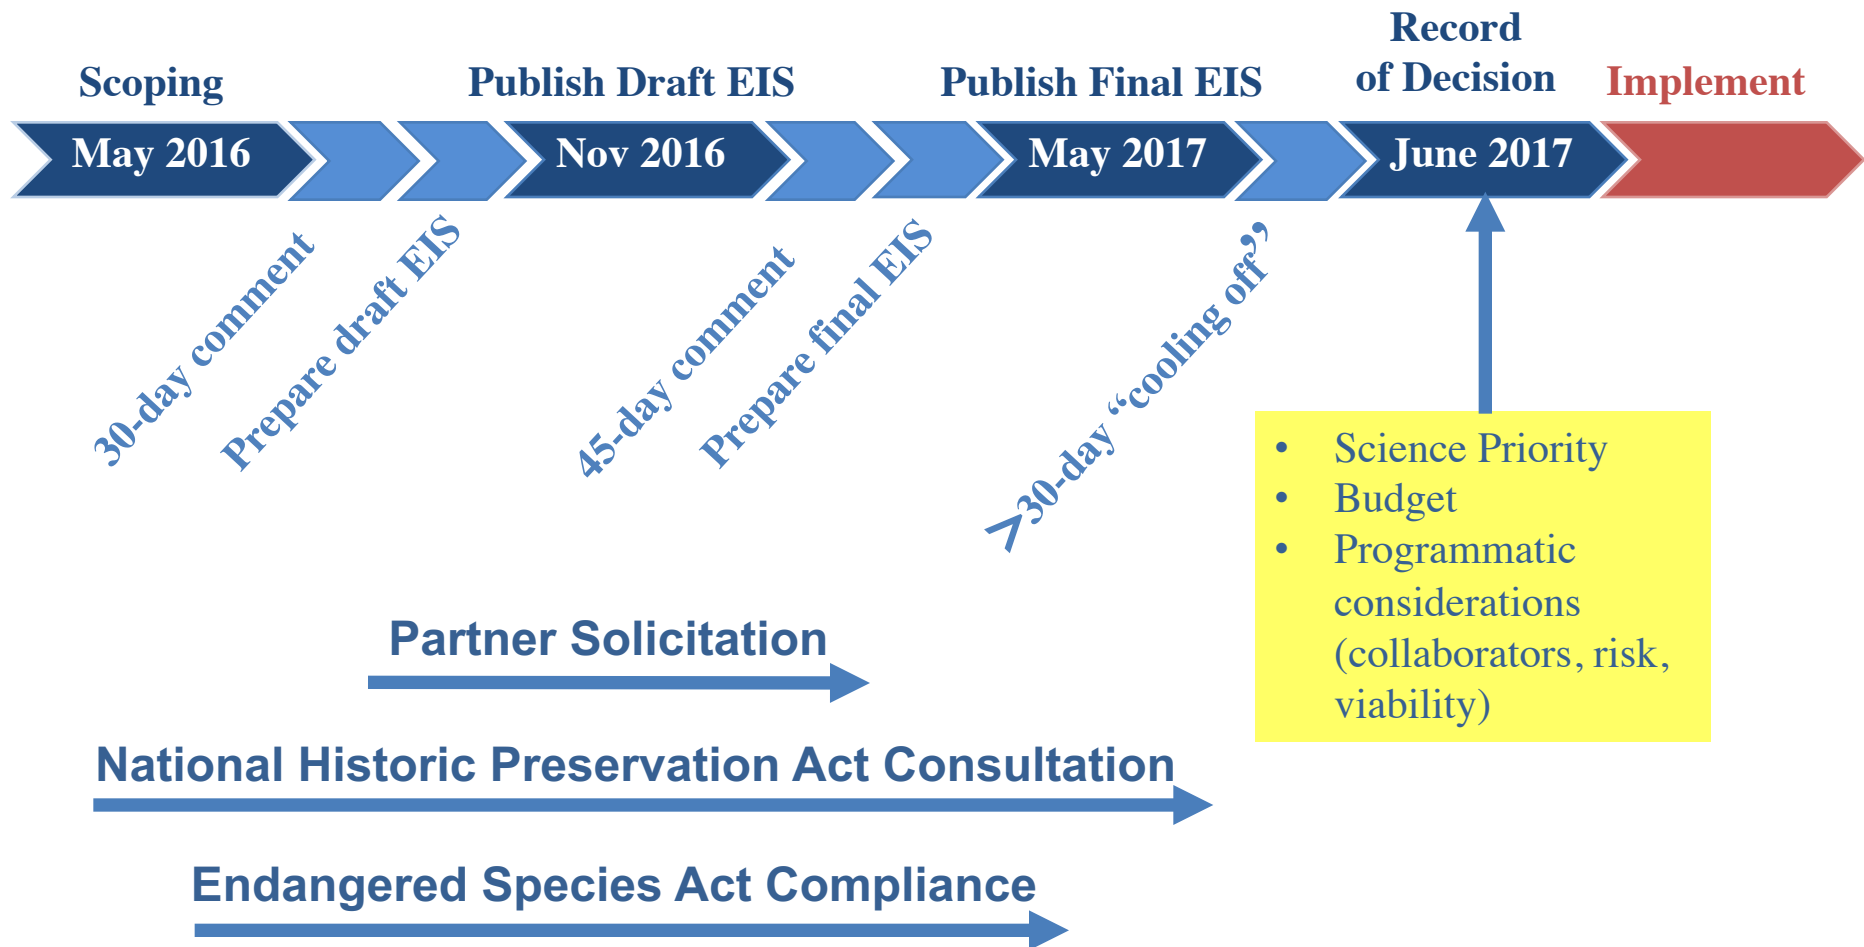 Scoping
Publish Draft EIS
Publish Final EIS
Record
of Decision
Implement
May 2016
Nov 2016
May 2017
June 2017
30-day comment
Prepare draft EIS
45-day comment
Prepare final EIS
>30-day “cooling off”
• Science Priority
• Budget
• Programmatic
considerations
(collaborators, risk,
viability)
Partner Solicitation
National Historic Preservation Act Consultation
Endangered Species Act Compliance